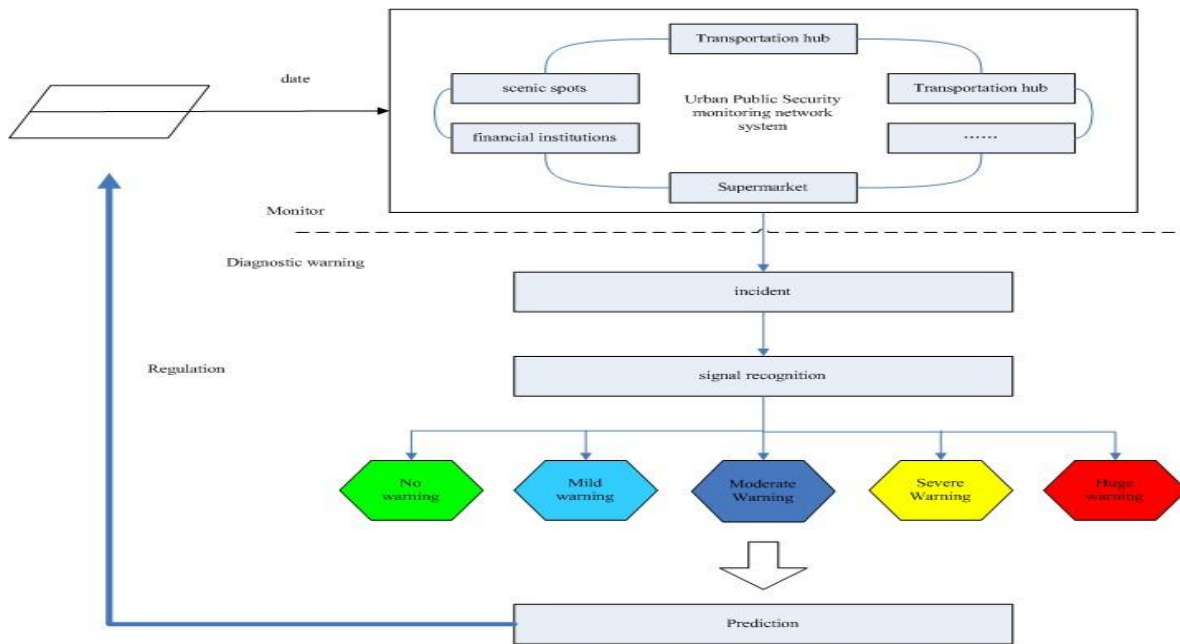 Transportation hub
date
scenic spots
Transportation hub
Urban Public Security
monitoring network
system
financial institutions
······
Supermarket
Monitor
Diagnostic warning
incident
Regulation
signal recognition
No
warning
Mild
warning
Moderate
Warning
Severe
Warning
Huge
warning
Prediction